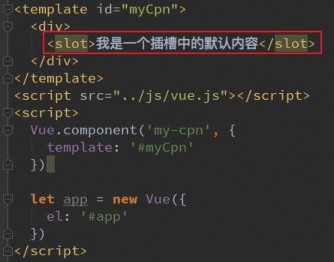 <template id="myCpn">
<div>
<slot>我是一个插槽中的默认内容</slot>
</div>
</template>
<script src="../js/vue.js"></script>
<script>
Vue.component('my-cpn', {
template: '#myCpn'
})
let app = new Vue({
el: '#app'
})
</script>